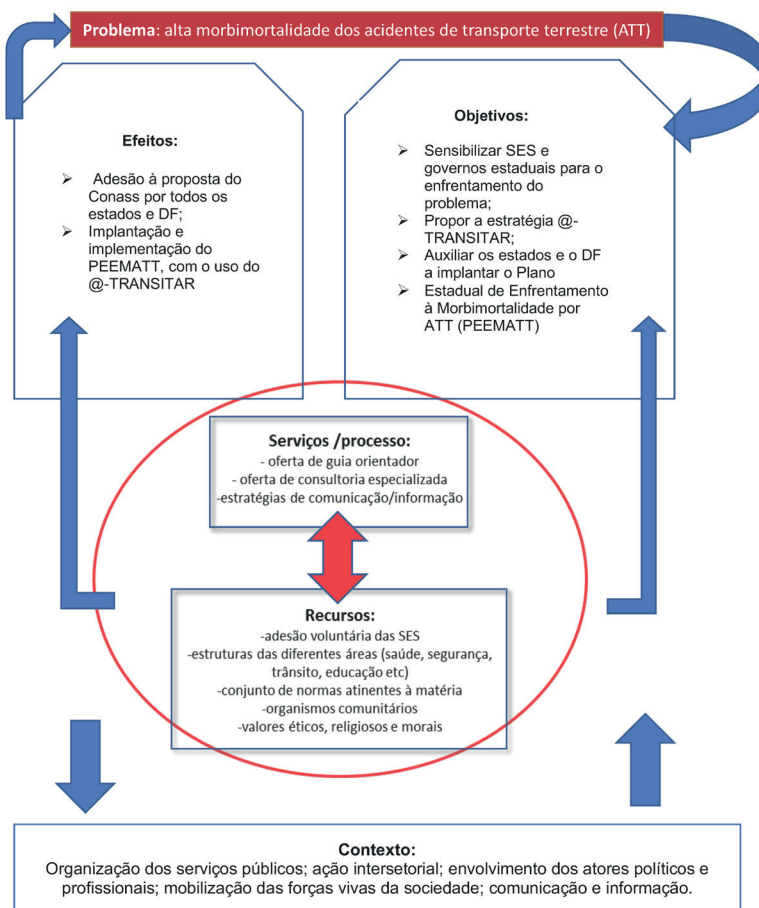 Problema: alta morbimortalidade dos acidentes de transporte terrestre (ATT)
Efeitos:
➢ Adesão à proposta do
Conass por todos os
estados e DF;
➢ Implantação e
implementação do
PEEMATT, com o uso do
@-TRANSITAR
Objetivos:
➢ Sensibilizar SES e
governos estaduais para o
enfrentamento do
problema;
➢ Propor a estratégia @-
TRANSITAR;
➢ Auxiliar os estados e o DF
a implantar o Plano
➢ Estadual de Enfrentamento
à Morbimortalidade por
ATT (PEEMATT)
Serviços /processo:
- oferta de guia orientador
- oferta de consultoria especializada
-estratégias de comunicação/informação
Recursos:
-adesão voluntária das SES
-estruturas das diferentes áreas (saúde, segurança,
trânsito, educação etc)
-conjunto de normas atinentes à matéria
-organismos comunitários
-valores éticos, religiosos e morais
Contexto:
Organização dos serviços públicos; ação intersetorial; envolvimento dos atores políticos e
profissionais; mobilização das forças vivas da sociedade; comunicação e informação.